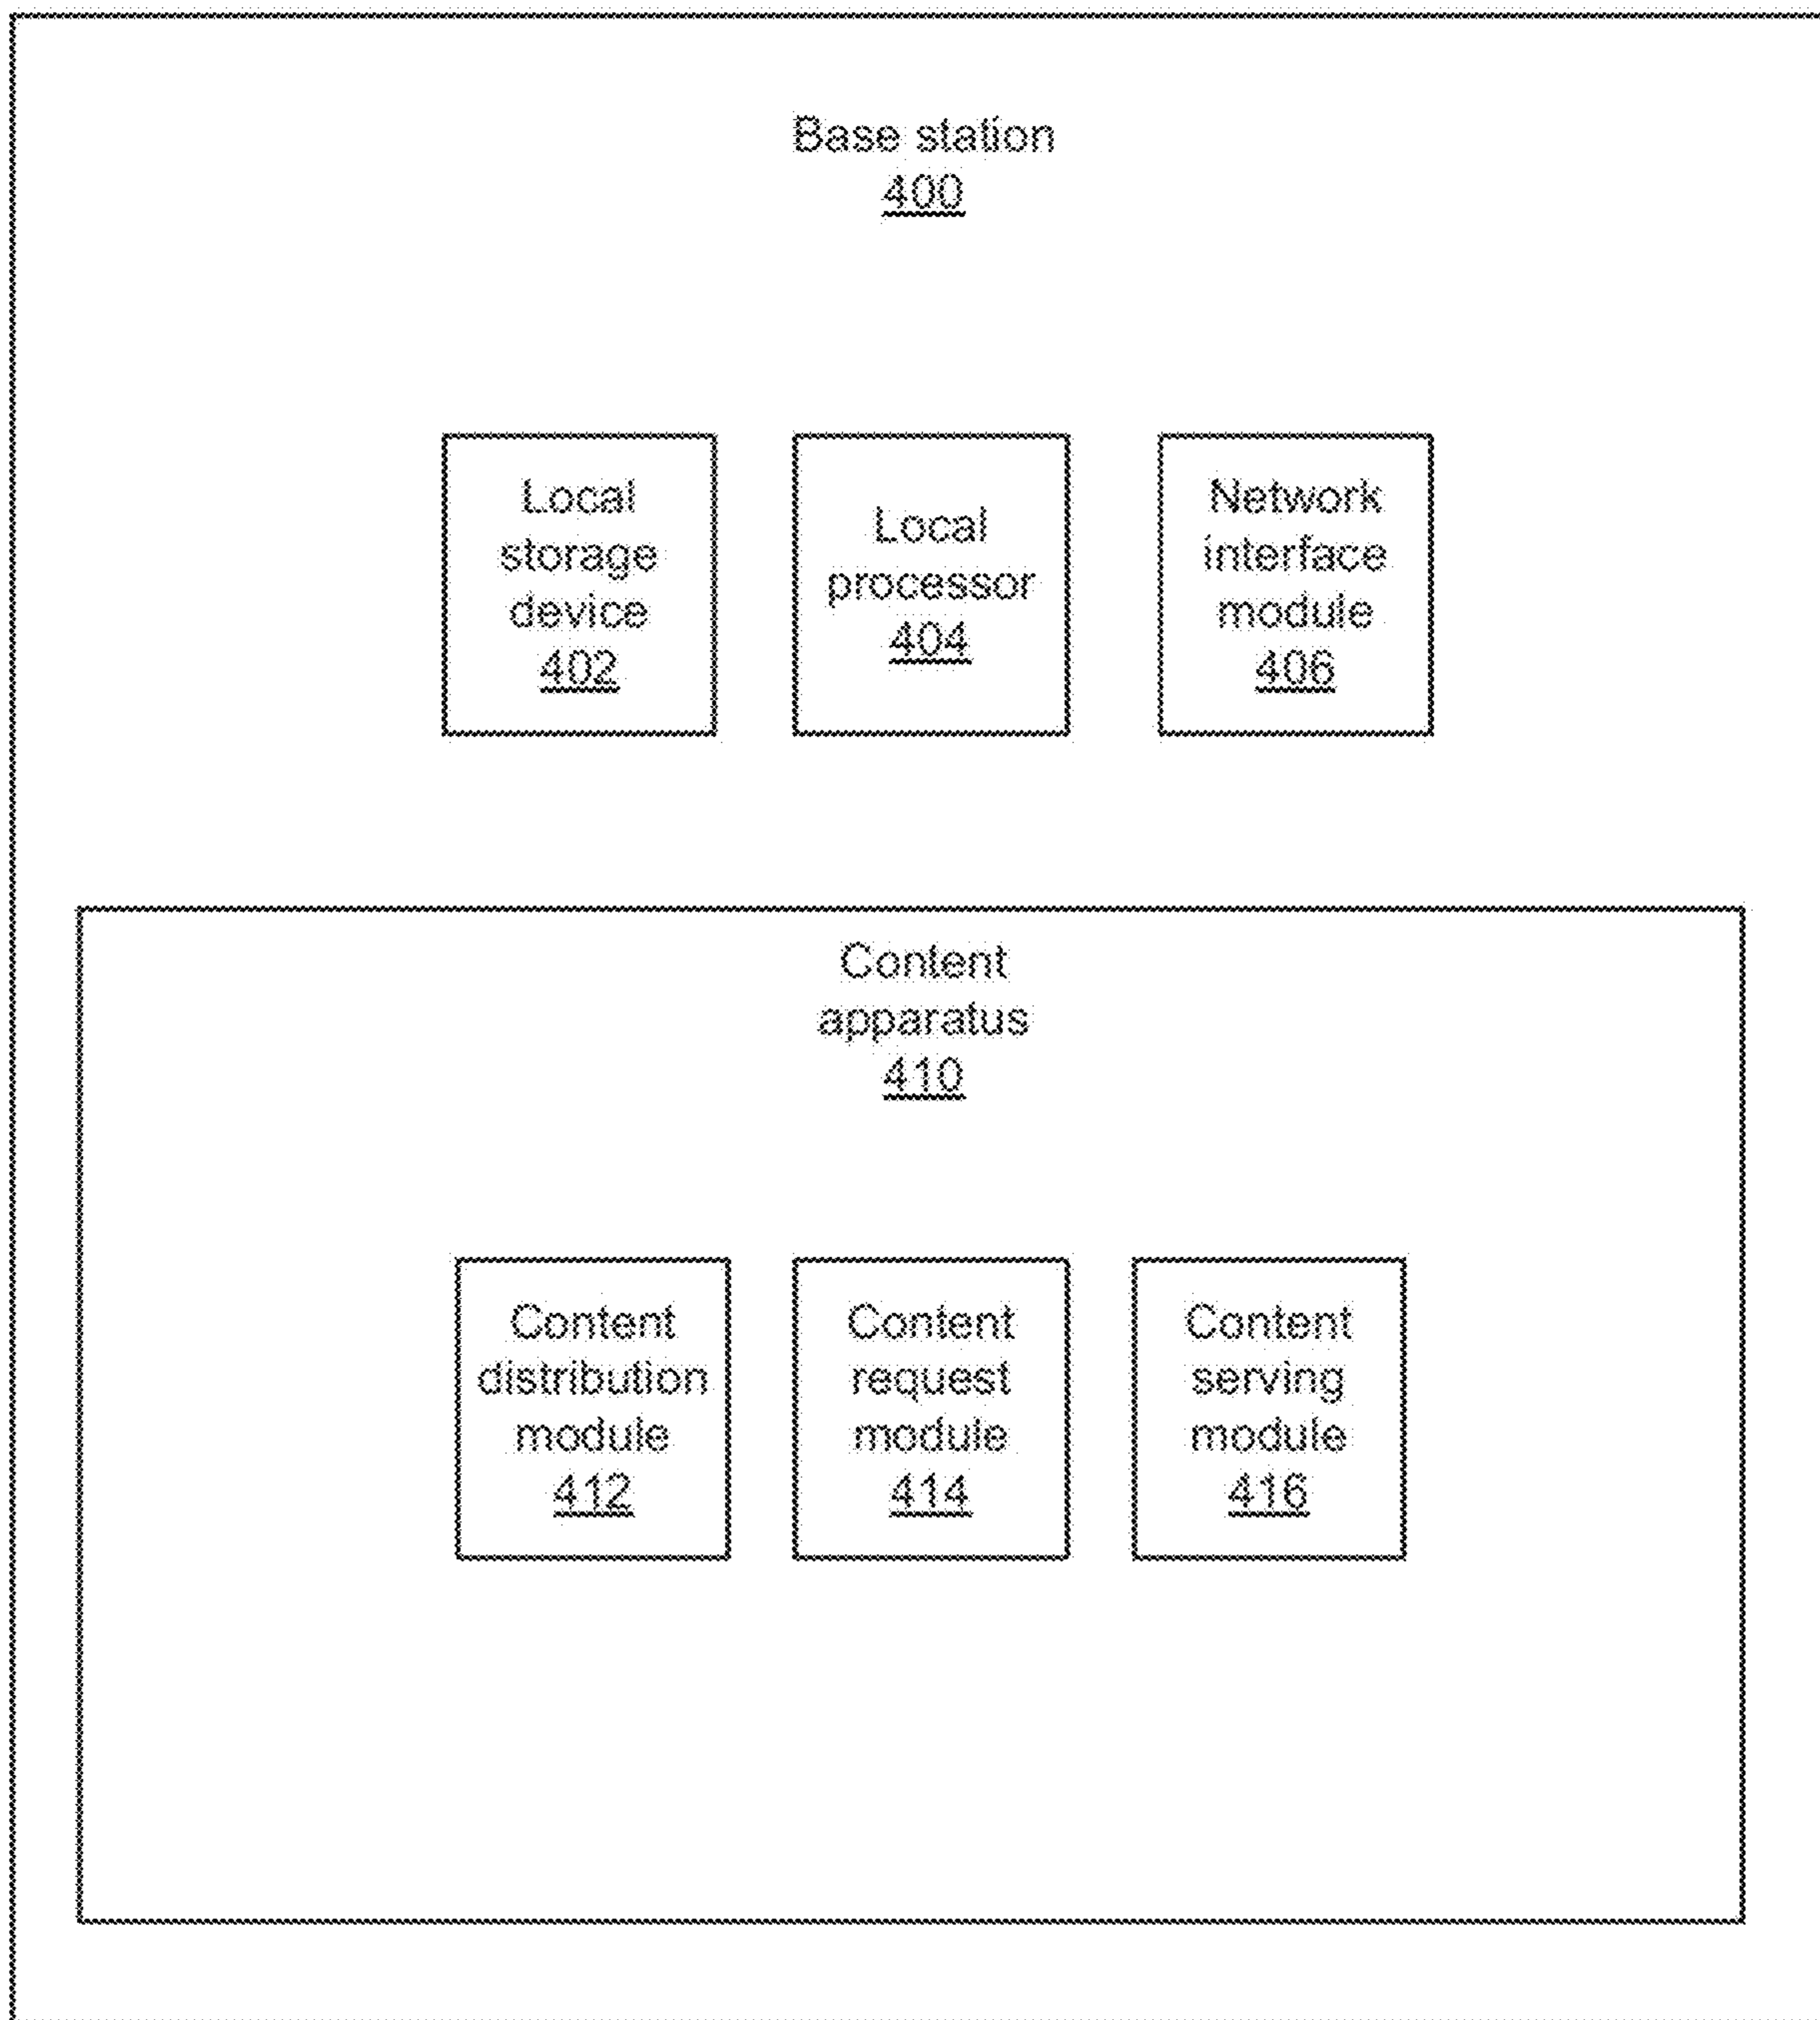 Base station
400
Local
storage
device
402
Local
processor
404
Network
interface
module
406
Content
apparatus
410
Content
distribution
module
412
Content
request
module
414
Content
serving
module
416